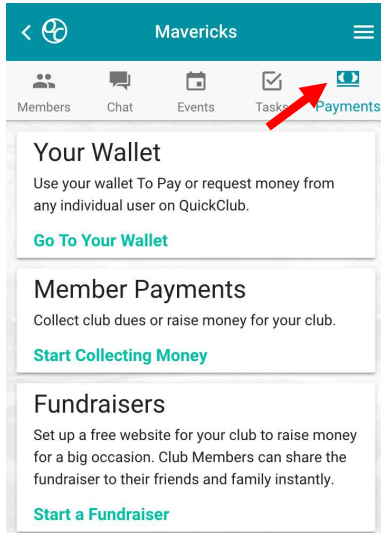 Mavericks
Members Chat Events Tasks Payments
Your Wallet
Use your wallet To Pay or request money from
any individual user on QuickClub.
Go To Your Wallet
Member Payments
Collect club dues or raise money for your club.
Start Collecting Money
Fundraisers
Set up a free website for your club to raise money
for a big occasion. Club Members can share the
fundraiser to their friends and family instantly.
Start a Fundraiser